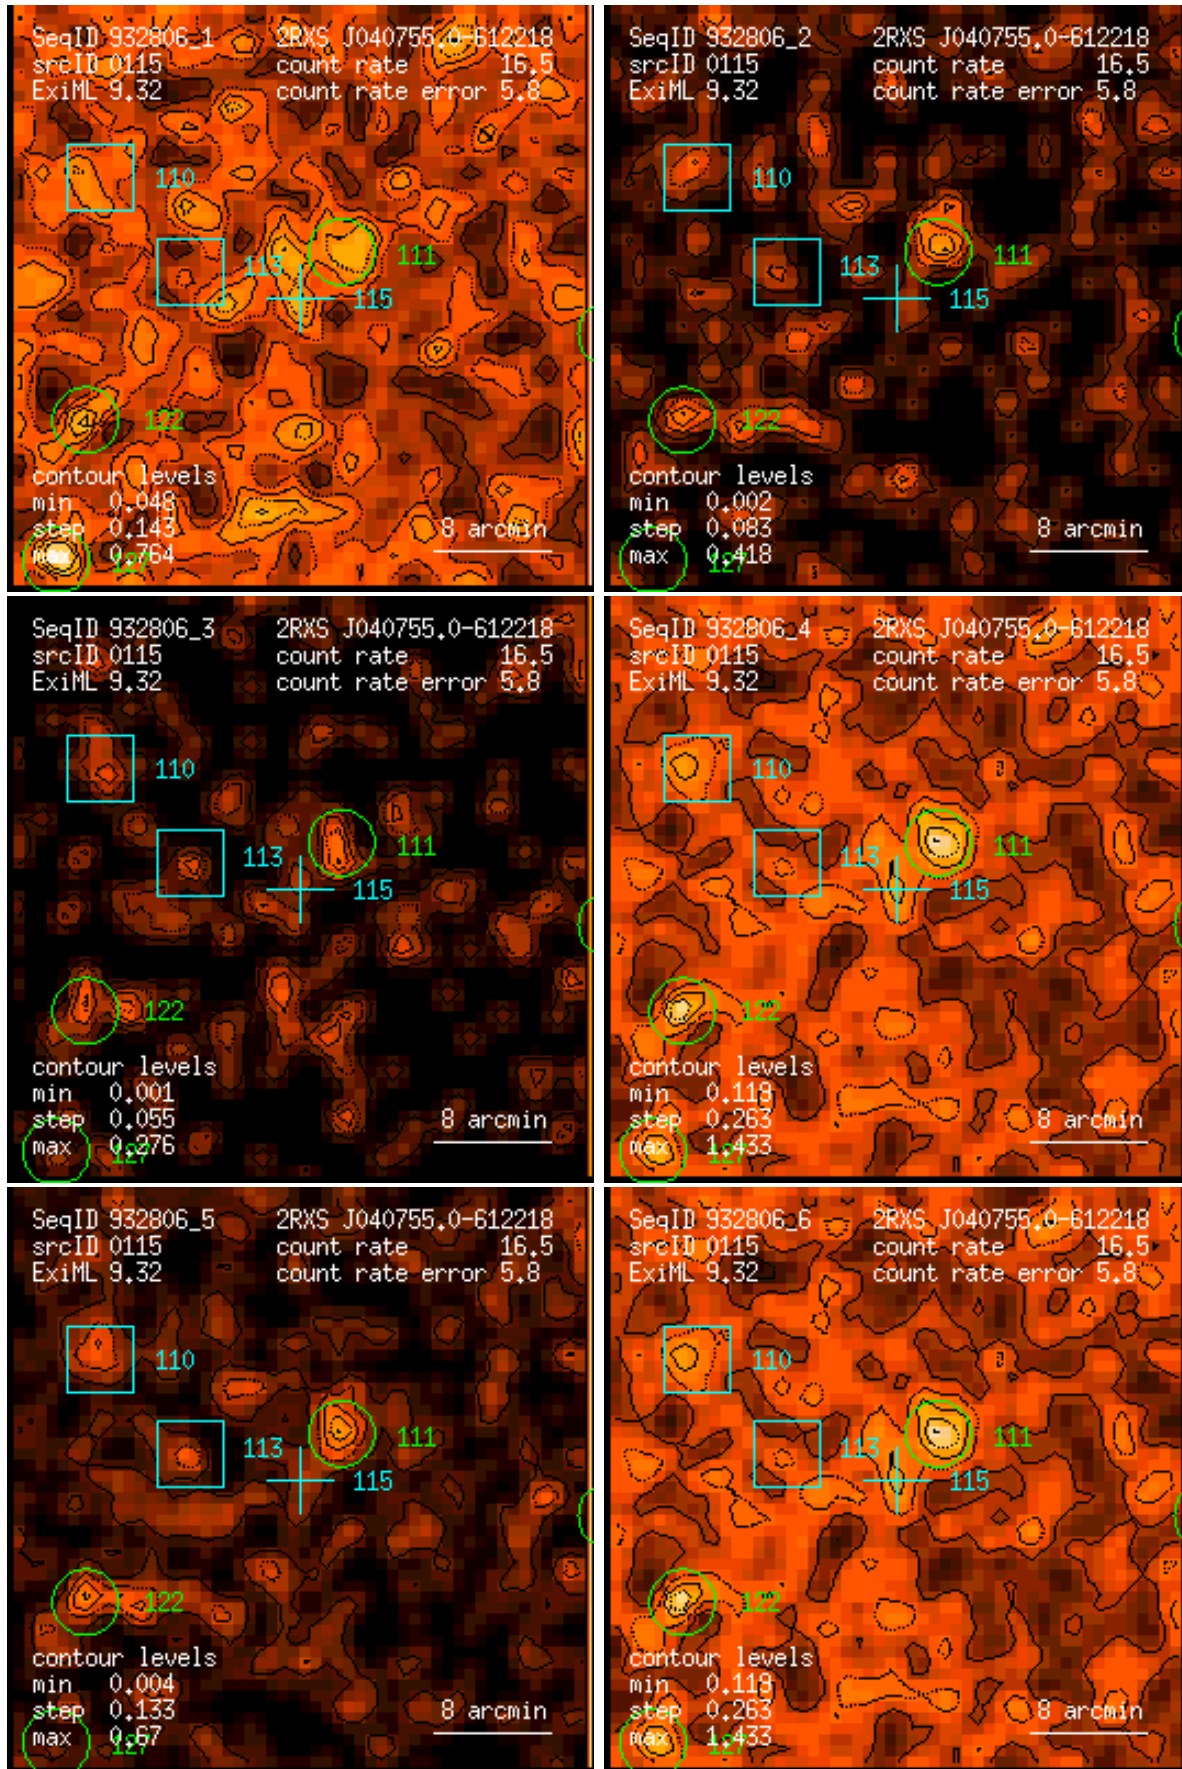 SeqID 932806_1 2RXS J040755.0-612218
srcID 0115 count rate 16.5
ExiML 9.32 count rate error 5.8
110
111
113
115
122
contour levels
min 0.048
step 0.143
8 arcmin
max 0.764
127
SeqID 932806_2 2RXS J040755.0-612218
srcID 0115 count rate 16.5
ExiML 9.32 count rate error 5.8
110
111
113
115
122
contour levels
min 0.002
step 0.083
8 arcmin
max 0.418
127
SeqID 932806_3 2RXS J040755.0-612218
srcID 0115 count rate 16.5
ExiML 9.32 count rate error 5.8
110
111
113
115
122
contour levels
min 0.001
step 0.055
8 arcmin
max 0.276
127
SeqID 932806_4 2RXS J040755.0-612218
srcID 0115 count rate 16.5
ExiML 9.32 count rate error 5.8
110
111
113
115
122
contour levels
min 0.119
step 0.263
8 arcmin
max 1.433
127
SeqID 932806_5 2RXS J040755.0-612218
srcID 0115 count rate 16.5
ExiML 9.32 count rate error 5.8
110
111
113
115
122
contour levels
min 0.004
step 0.133
8 arcmin
max 0.67
127
SeqID 932806_6 2RXS J040755.0-612218
srcID 0115 count rate 16.5
ExiML 9.32 count rate error 5.8
110
111
113
115
122
contour levels
min 0.119
step 0.263
8 arcmin
max 1.433
127